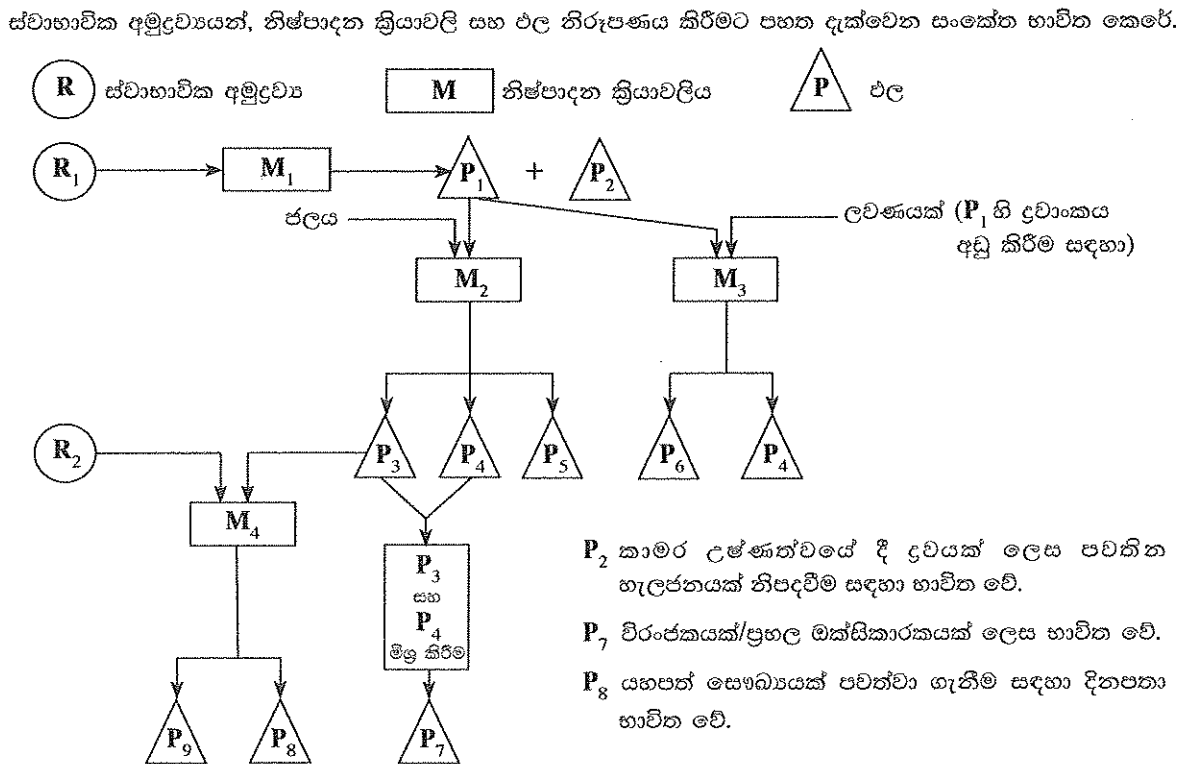 ස්වාභාවික අමුද්‍රව්‍යයන්, නිෂ්පාදන ක්‍රියාවලි සහ ඵල නිරූපණය කිරීමට පහත දැක්වෙන සංකේත භාවිත කෙරේ.
R ස්වාභාවික අමුද්‍රව්‍ය M නිෂ්පාදන ක්‍රියාවලිය P ඵල
R₁ M₁ P₁ + P₂
ජලය
ලවණයක් (P₁ හි ද්‍රවාංකය
අඩු කිරීම සඳහා)
M₂ M₃
R₂ P₃ P₄ P₅ P₆ P₄
M₄
P₃
සහ
P₄
මිශ්‍ර කිරීම
P₉ P₈ P₇
P₂ කාමර උෂ්ණත්වයේ දී ද්‍රවයක් ලෙස පවතින
හැලජනයක් නිපදවීම සඳහා භාවිත වේ.
P₇ විරංජකයක්/ප්‍රභල ඔක්සිකාරකයක් ලෙස භාවිත වේ.
P₈ යහපත් සෞඛ්‍යයක් පවත්වා ගැනීම සඳහා දිනපතා
භාවිත වේ.